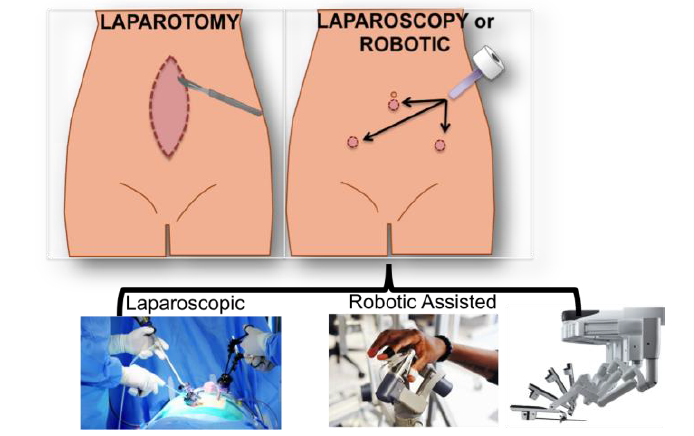 LAPAROTOMY
LAPAROSCOPY or
ROBOTIC
Laparoscopic
Robotic Assisted